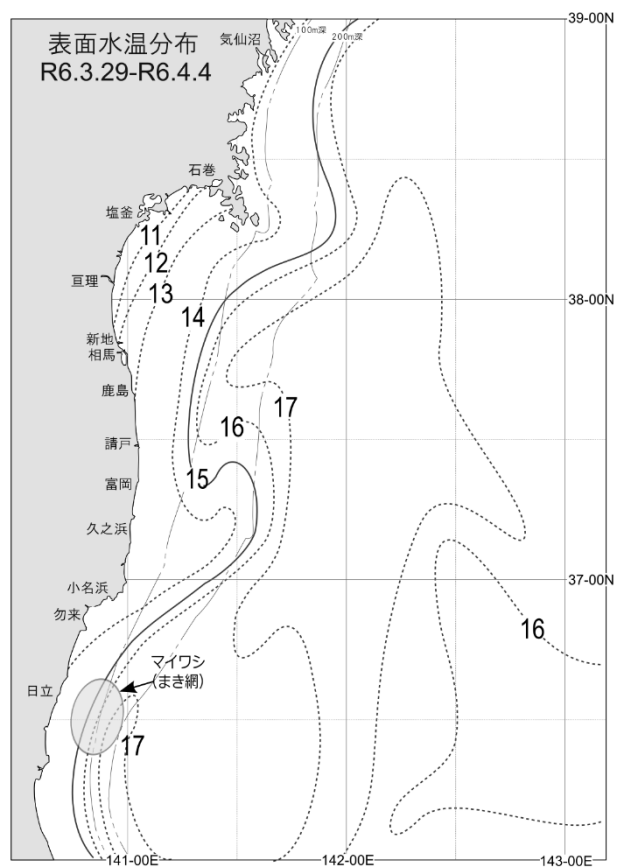 表面水温分布
R6.3.29-R6.4.4
気仙沼
100m深
200m深
39-00N
石巻
塩釜
11
12
亘理
13
38-00N
14
新地
相馬
鹿島
17
16
請戸
15
富岡
久之浜
37-00N
小名浜
勿来
16
マイワシ
(まき網)
日立
17
141-00E
142-00E
143-00E